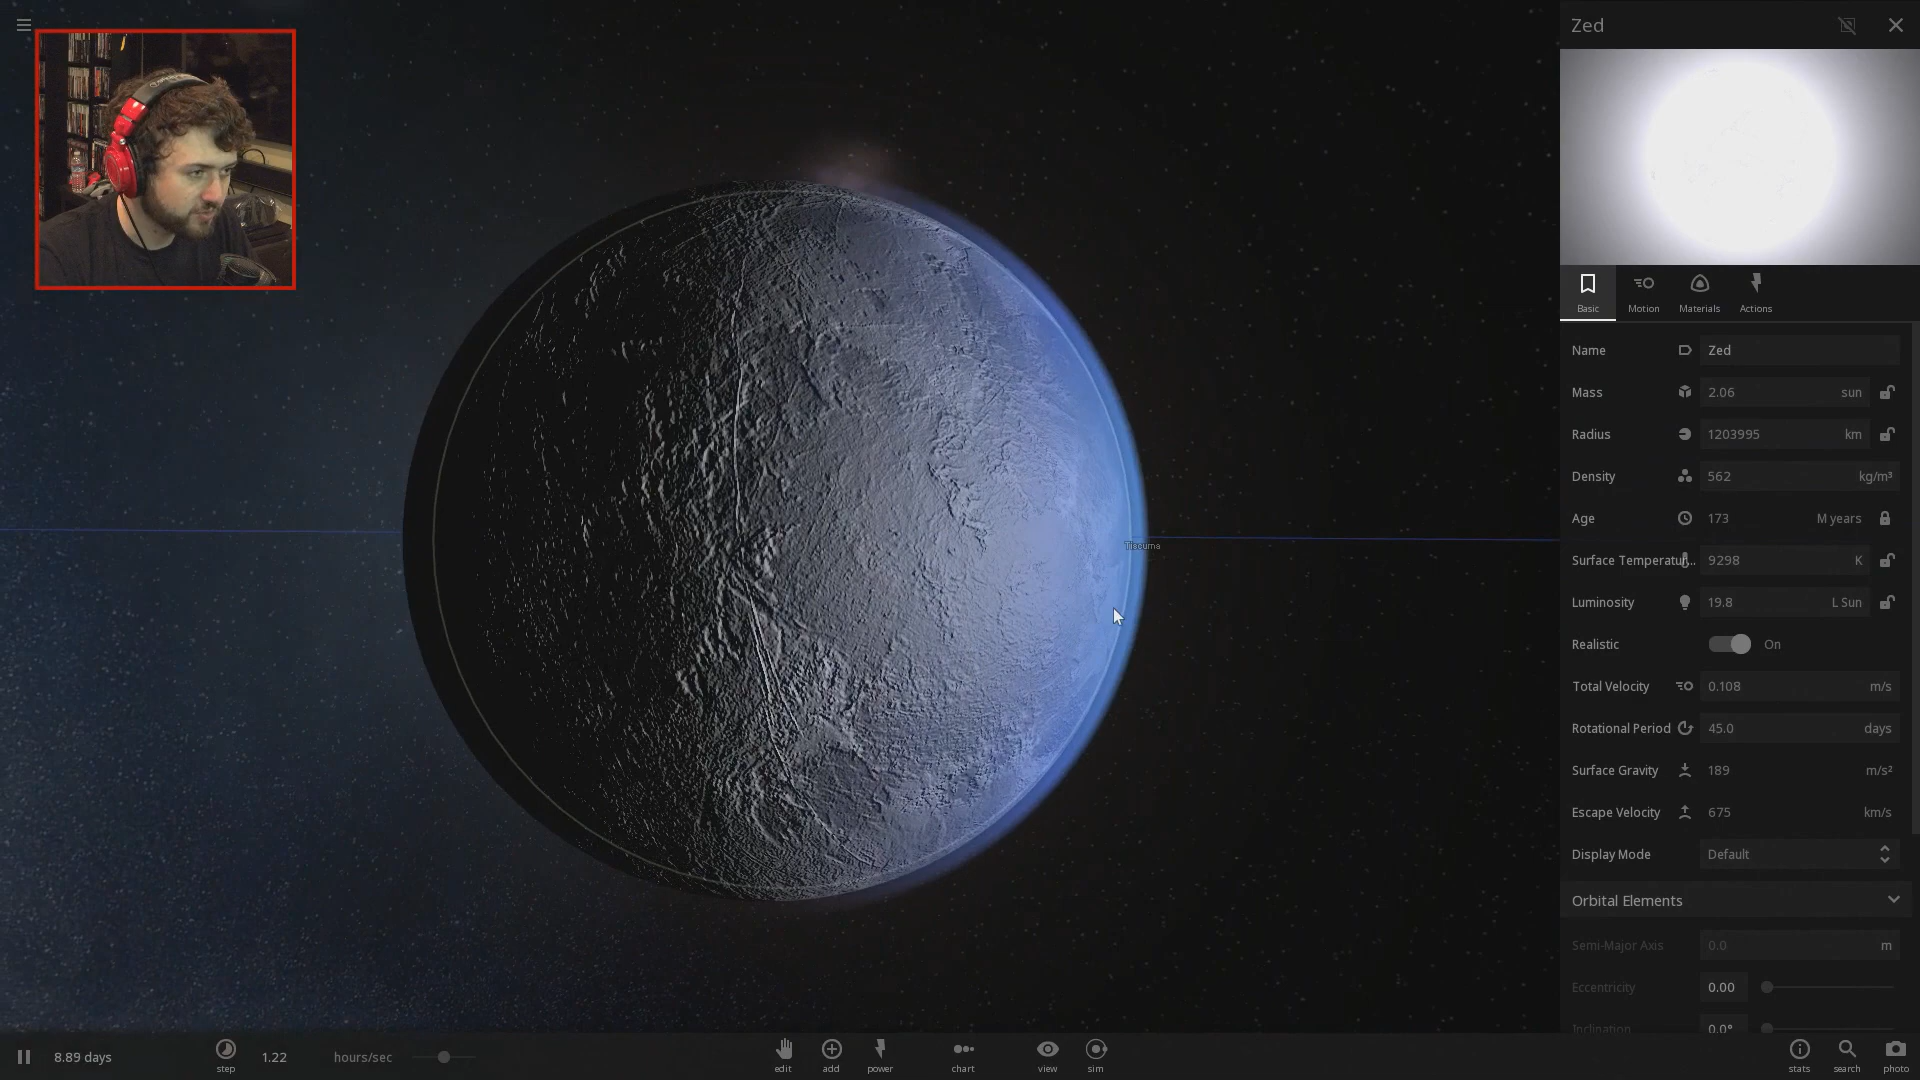 Zed
Basic
Motion
Materials
Actions
Name Zed
Mass 2.06 sun
Radius 1203995 km
Density 562 kg/m³
Age 173 M years
Surface Temperatur... 9298 K
Luminosity 19.8 L Sun
Realistic On
Total Velocity 0.108 m/s
Rotational Period 45.0 days
Surface Gravity 189 m/s²
Escape Velocity 675 km/s
Display Mode Default
Orbital Elements
Semi-Major Axis 0.0 m
Eccentricity 0.00
Inclination 0.0°
Tiscuma
8.89 days
step
1.22 hours/sec
edit
add
power
chart
view
sim
stats
search
photo